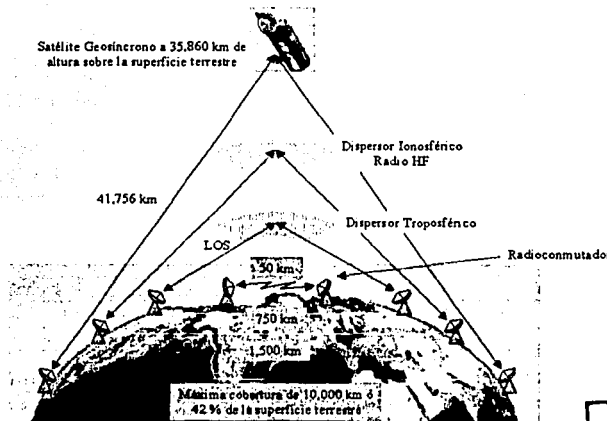 Satélite Geosíncrono a 35,860 km de
altura sobre la superficie terrestre
Dispersor Ionosférico
Radio HF
41,756 km
Dispersor Troposférico
LOS
Radioconmutador
50 km
750 km
1,500 km
Máxima cobertura de 10,000 km ó
42 % de la superficie terrestre